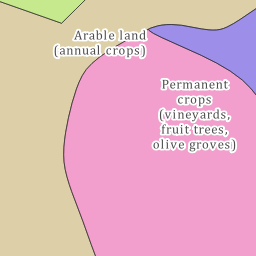 Arable land
(annual crops)
Permanent
crops
(vineyards,
fruit trees,
olive groves)